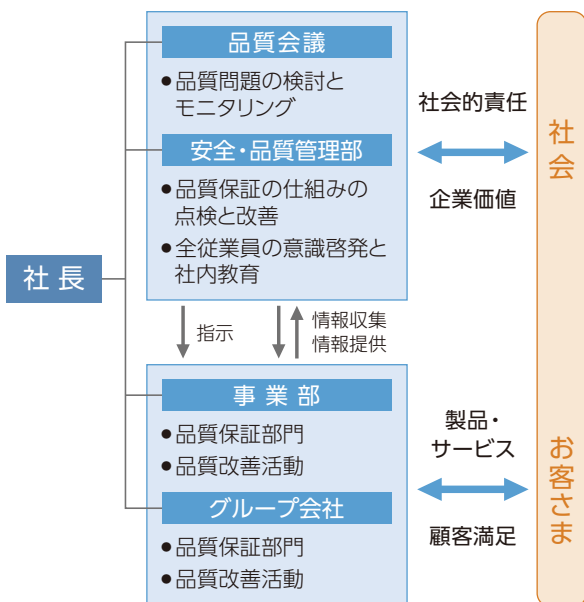 社長
品質会議
●品質問題の検討と
モニタリング
安全・品質管理部
●品質保証の仕組みの
点検と改善
●全従業員の意識啓発と
社内教育
指示
情報収集
情報提供
事業部
●品質保証部門
●品質改善活動
グループ会社
●品質保証部門
●品質改善活動
社会的責任
企業価値
製品・
サービス
顧客満足
社会
お客さま